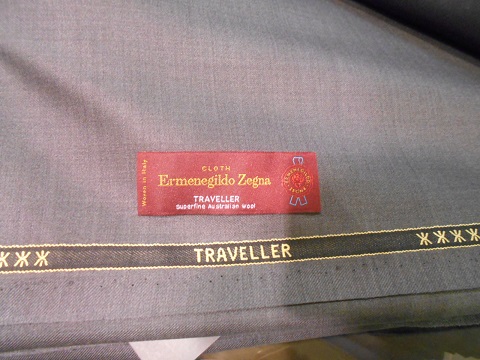 Woven in Italy
CLOTH
Ermenegildo Zegna
TRAVELLER
Superfine Australian Wool
TRAVELLER